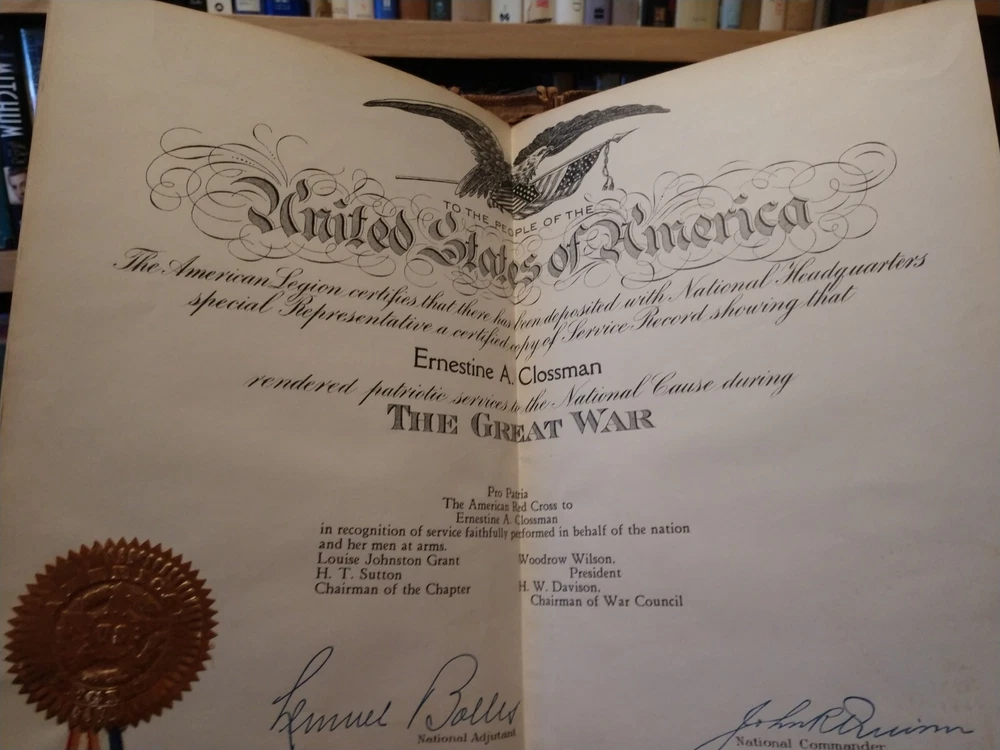 MITCHUM
TO THE PEOPLE OF THE
United States of America
The American Legion certifies that there has been deposited with National Headquarters
special Representative a certified copy of Service Record showing that
Ernestine A. Clossman
rendered patriotic services to the National Cause during
THE GREAT WAR
Pro Patria
The American Red Cross to
Ernestine A. Clossman
in recognition of service faithfully performed in behalf of the nation
and her men at arms.
Louise Johnston Grant Woodrow Wilson.
H. T. Sutton President
Chairman of the Chapter H. W. Davison.
Chairman of War Council
Lemuel Bolles John R Quinn
National Adjutant National Commander